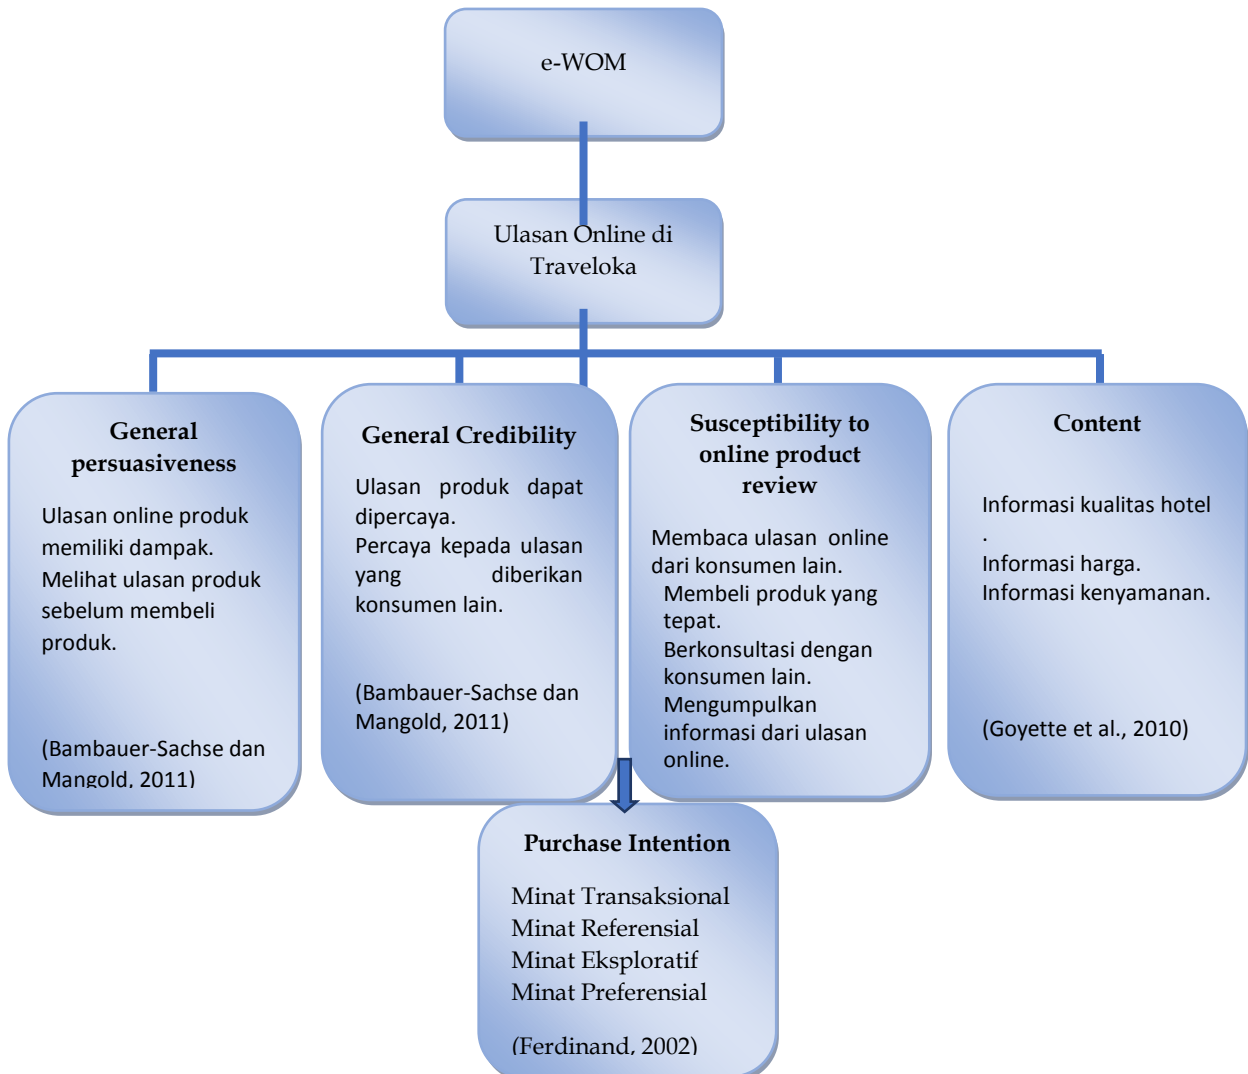 e-WOM
Ulasan Online di
Traveloka
General
persuasiveness
Ulasan online produk
memiliki dampak.
Melihat ulasan produk
sebelum membeli
produk.
(Bambauer-Sachse dan
Mangold, 2011)
General Credibility
Ulasan produk dapat
dipercaya.
Percaya kepada ulasan
yang diberikan
konsumen lain.
(Bambauer-Sachse dan
Mangold, 2011)
Susceptibility to
online product
review
Membaca ulasan online
dari konsumen lain.
Membeli produk yang
tepat.
Berkonsultasi dengan
konsumen lain.
Mengumpulkan
informasi dari ulasan
online.
Content
Informasi kualitas hotel
.
Informasi harga.
Informasi kenyamanan.
(Goyette et al., 2010)
Purchase Intention
Minat Transaksional
Minat Referensial
Minat Eksploratif
Minat Preferensial
(Ferdinand, 2002)